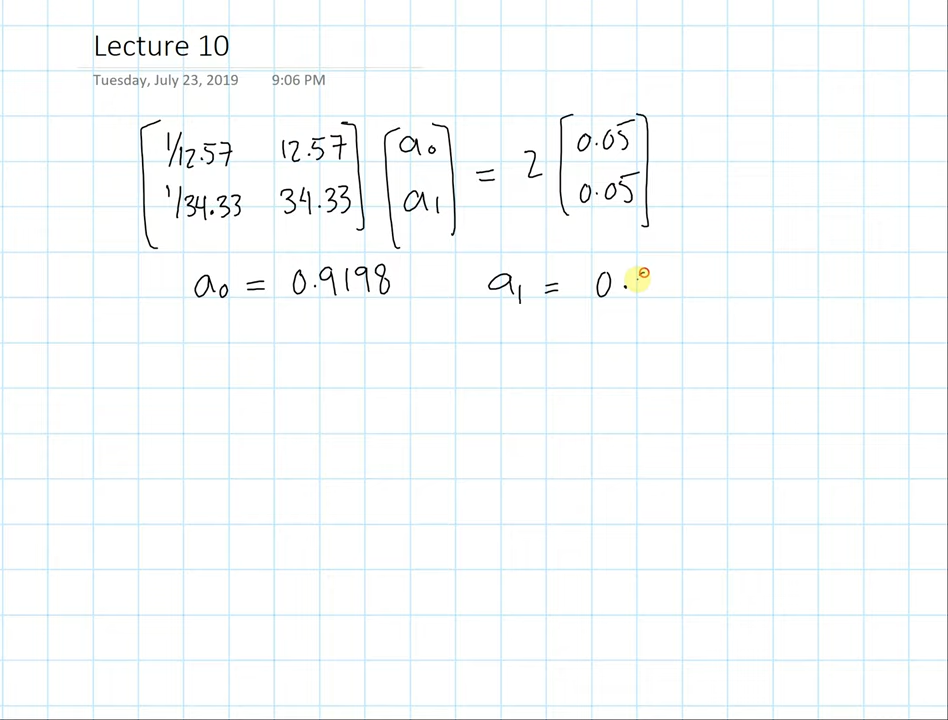 Lecture 10
Tuesday, July 23, 2019 9:06 PM
[1/12.57 12.57] [a₀] = 2 [0.05]
[1/34.33 34.33] [a₁] [0.05]
a₀ = 0.9198 a₁ = 0.